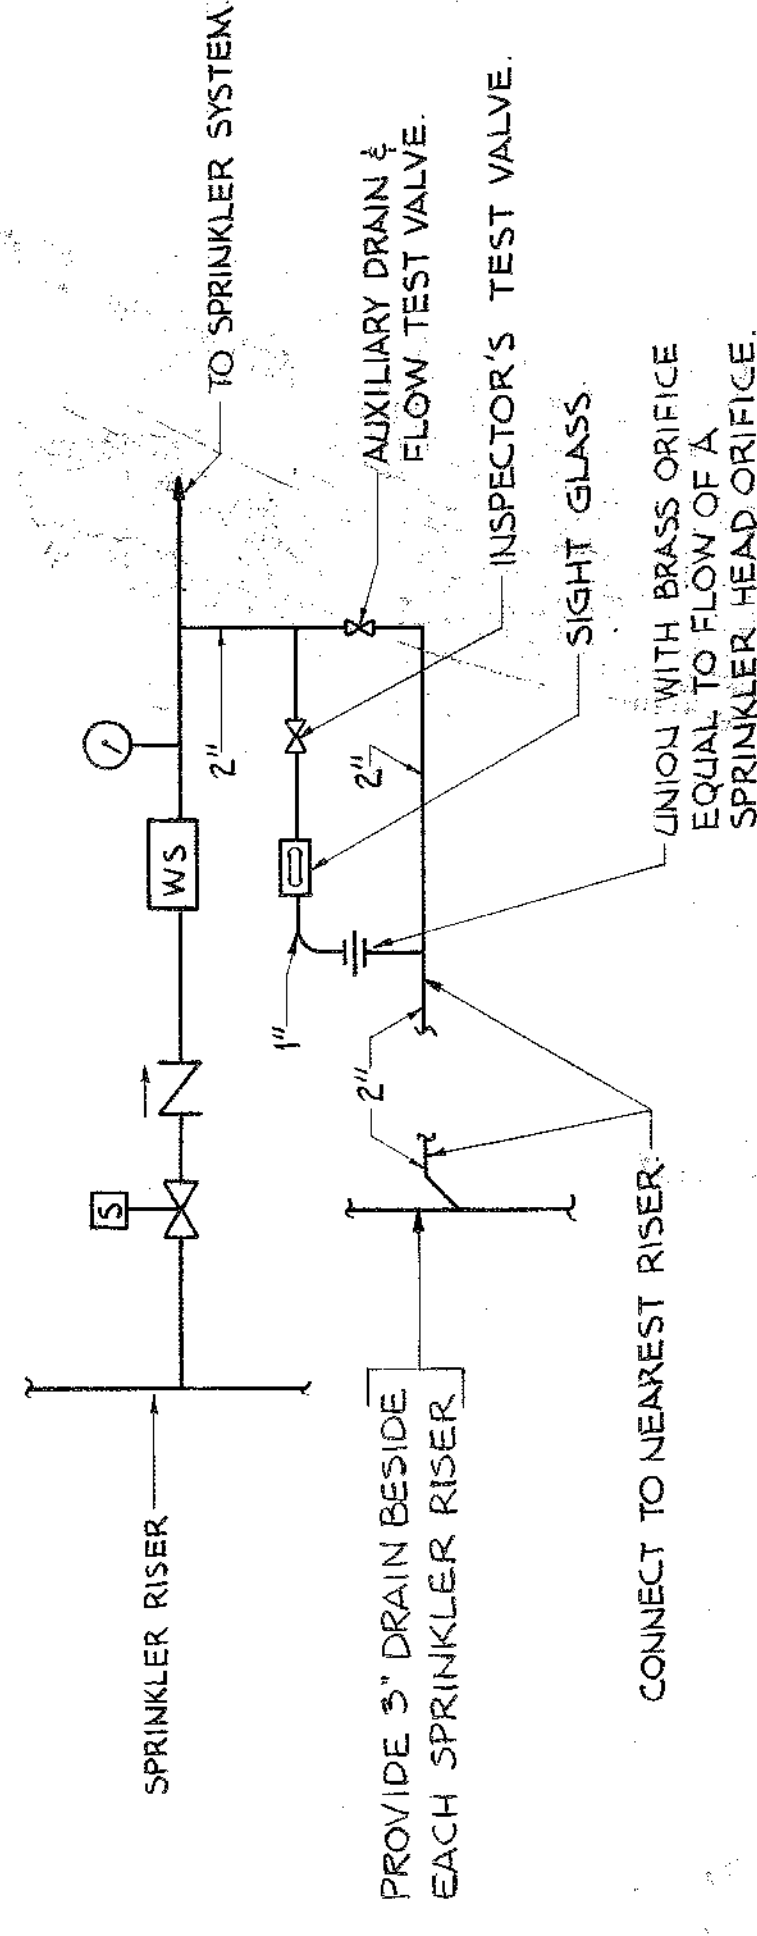 SPRINKLER RISER
S
WS
TO SPRINKLER SYSTEM.
2"
1"
2"
2"
AUXILIARY DRAIN &
FLOW TEST VALVE.
INSPECTOR'S TEST VALVE.
SIGHT GLASS.
UNION WITH BRASS ORIFICE
EQUAL TO FLOW OF A
SPRINKLER HEAD ORIFICE.
PROVIDE 3" DRAIN BESIDE
EACH SPRINKLER RISER
CONNECT TO NEAREST RISER.